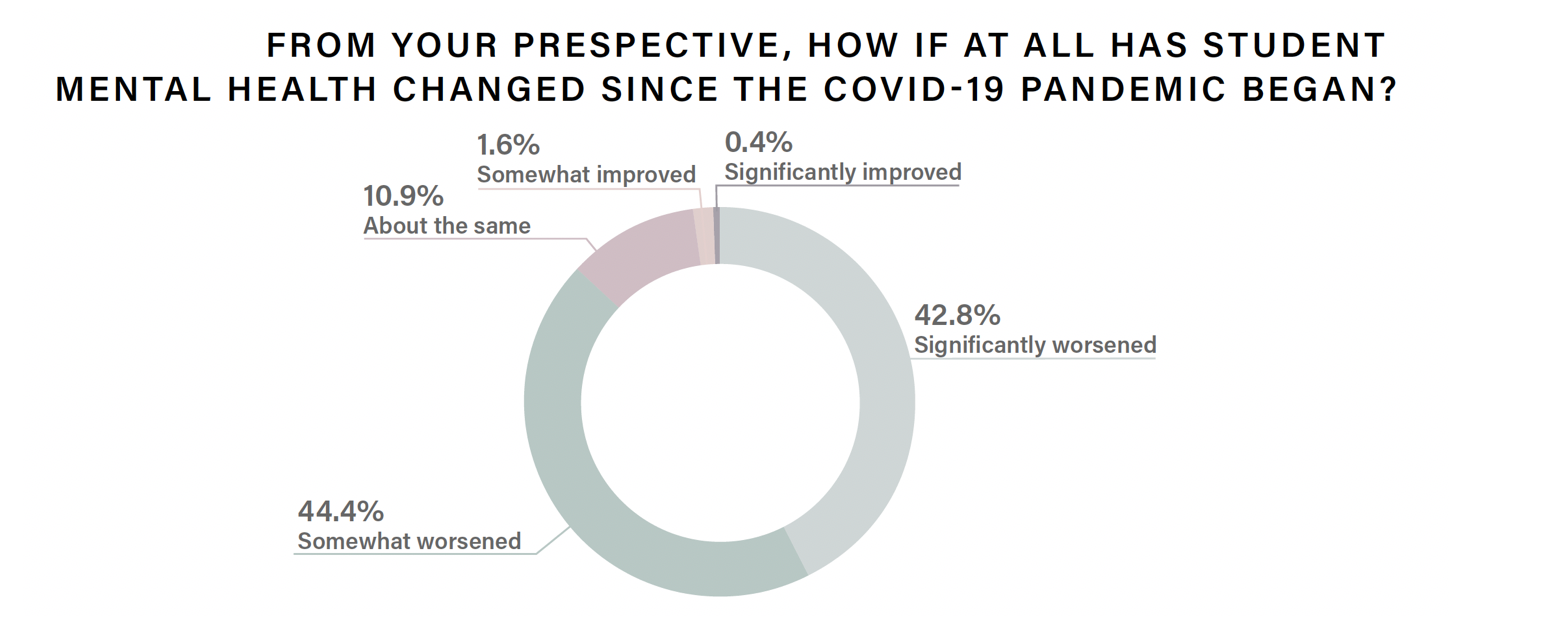 FROM YOUR PRESPECTIVE, HOW IF AT ALL HAS STUDENT
MENTAL HEALTH CHANGED SINCE THE COVID-19 PANDEMIC BEGAN?
1.6%
Somewhat improved
0.4%
Significantly improved
10.9%
About the same
42.8%
Significantly worsened
44.4%
Somewhat worsened